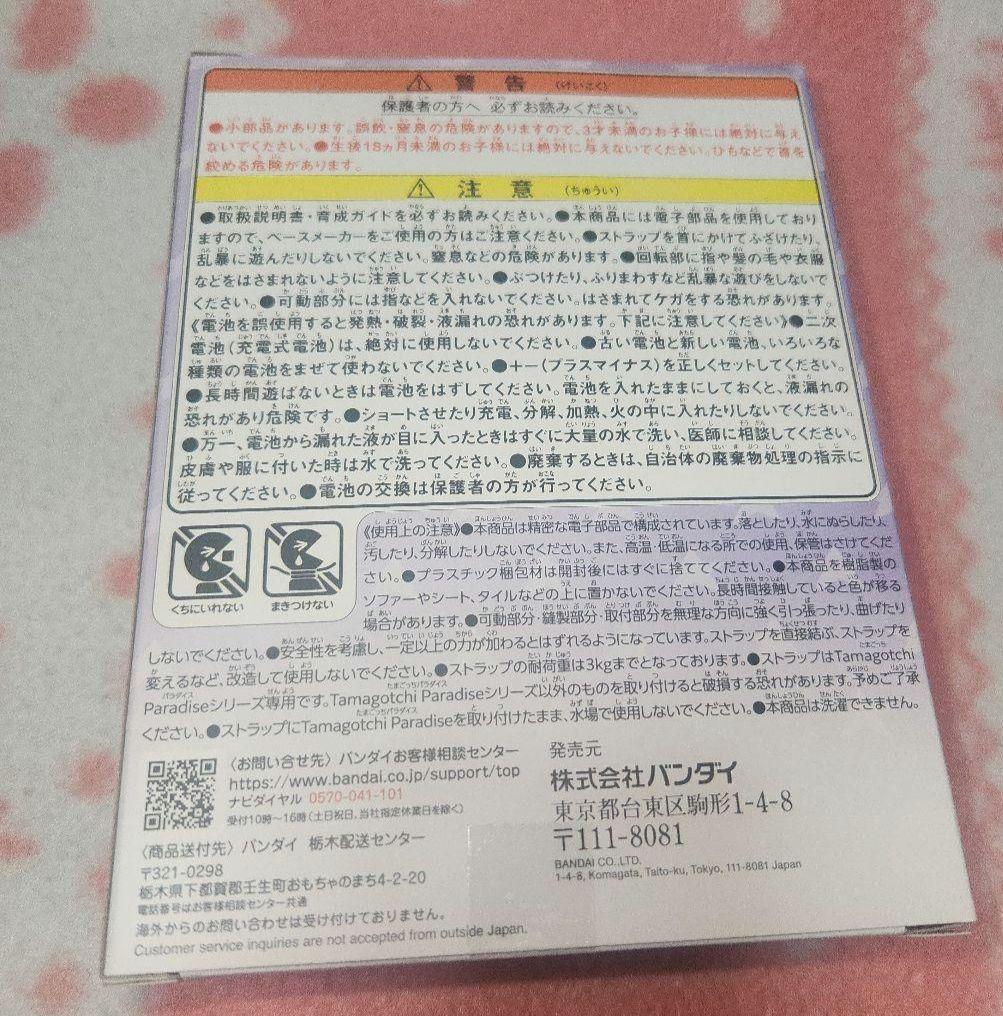 ⚠ 警告 (けいこく)
保護者の方へ 必ずお読みください。
●小部品があります。誤飲・窒息の危険がありますので、3才未満のお子様には絶対に与え
ないでください。●生後18ヵ月未満のお子様には絶対に与えないでください。ひもなどで首を
絞める危険があります。
⚠ 注意 (ちゅうい)
●取扱説明書・育成ガイドを必ずお読みください。●本商品には電子部品を使用しており
ますので、ペースメーカーをご使用の方はご注意ください。●ストラップを首にかけてふざけたり、
乱暴に遊んだりしないでください。窒息などの危険があります。●回転部に指や髪の毛や衣服
などをはさまれないように注意してください。●ぶつけたり、ふりまわすなど乱暴な遊びをしないで
ください。●可動部分には指などを入れないでください。はさまれてケガをする恐れがあります。
《電池を誤使用すると発熱・破裂・液漏れの恐れがあります。下記に注意してください》●二次
電池(充電式電池)は、絶対に使用しないでください。●古い電池と新しい電池、いろいろな
種類の電池をまぜて使わないでください。●+-(プラスマイナス)を正しくセットしてください。
●長時間遊ばないときは電池をはずしてください。電池を入れたままにしておくと、液漏れの
恐れがあり危険です。●ショートさせたり充電、分解、加熱、火の中に入れたりしないでください。
●万一、電池から漏れた液が目に入ったときはすぐに大量の水で洗い、医師に相談してください。
皮膚や服に付いた時は水で洗ってください。●廃棄するときは、自治体の廃棄物処理の指示に
従ってください。●電池の交換は保護者の方が行ってください。
くちにいれない
まきつけない
《使用上の注意》●本商品は精密な電子部品で構成されています。落としたり、水にぬらしたり、
汚したり、分解したりしないでください。また、高温・低温になる所での使用、保管はさけてくだ
さい。●プラスチック梱包材は開封後にはすぐに捨ててください。●本商品を樹脂製の
ソファーやシート、タイルなどの上に置かないでください。長時間接触していると色が移る
場合があります。●可動部分・縫製部分・取付部分を無理な方向に強く引っ張ったり、曲げたり
しないでください。●安全性を考慮し、一定以上の力が加わるとはずれるようになっています。ストラップを直接結ぶ、ストラップを
変えるなど、改造して使用しないでください。●ストラップの耐荷重は3kgまでとなっております。●ストラップはTamagotchi
Paradiseシリーズ専用です。Tamagotchi Paradiseシリーズ以外のものを取り付けると破損する恐れがあります。予めご了承
ください。●ストラップにTamagotchi Paradiseを取り付けたまま、水場で使用しないでください。●本商品は洗濯できません。
〈お問い合せ先〉バンダイお客様相談センター
https://www.bandai.co.jp/support/top
ナビダイヤル 0570-041-101
受付10時〜16時(土日祝日、当社指定休業日を除く)
〈商品送付先〉バンダイ 栃木配送センター
〒321-0298
栃木県下都賀郡壬生町おもちゃのまち4-2-20
電話番号はお客様相談センター共通
海外からのお問い合わせは受け付けておりません。
Customer service inquiries are not accepted from outside Japan.
発売元
株式会社バンダイ
東京都台東区駒形1-4-8
〒111-8081
BANDAI CO.,LTD.
1-4-8, Komagata, Taito-ku, Tokyo, 111-8081 Japan